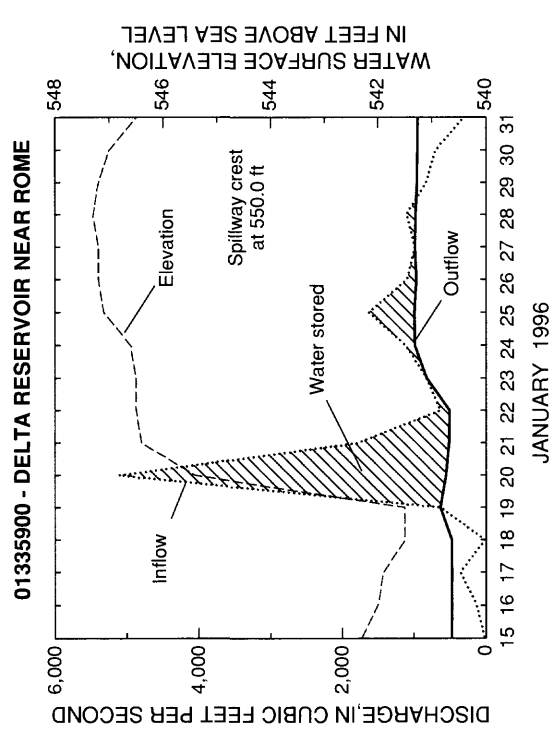 01335900 - DELTA RESERVOIR NEAR ROME
DISCHARGE, IN CUBIC FEET PER SECOND
6,000
4,000
2,000
0
WATER SURFACE ELEVATION,
IN FEET ABOVE SEA LEVEL
548
546
544
542
540
Elevation
Spillway crest
at 550.0 ft
Inflow
Water stored
Outflow
15 16 17 18 19 20 21 22 23 24 25 26 27 28 29 30 31
JANUARY 1996